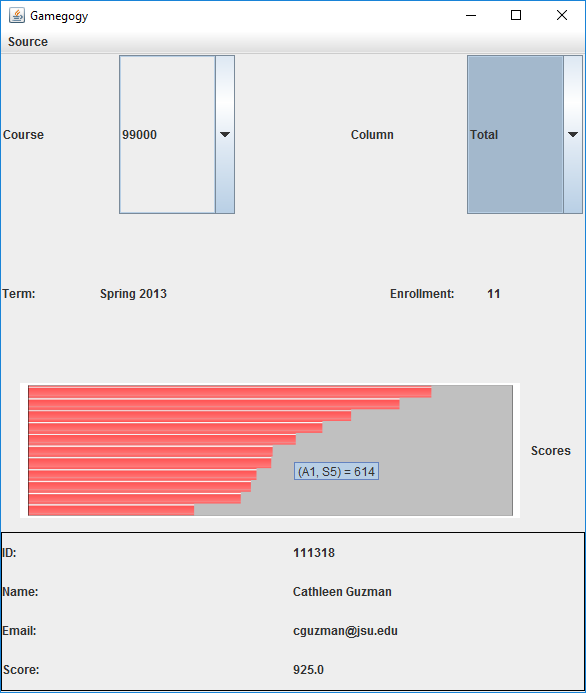 Gamegogy
Source
Course 99000 Column Total
Term: Spring 2013 Enrollment: 11
Scores
(A1, S5) = 614
ID: 111318
Name: Cathleen Guzman
Email: cguzman@jsu.edu
Score: 925.0